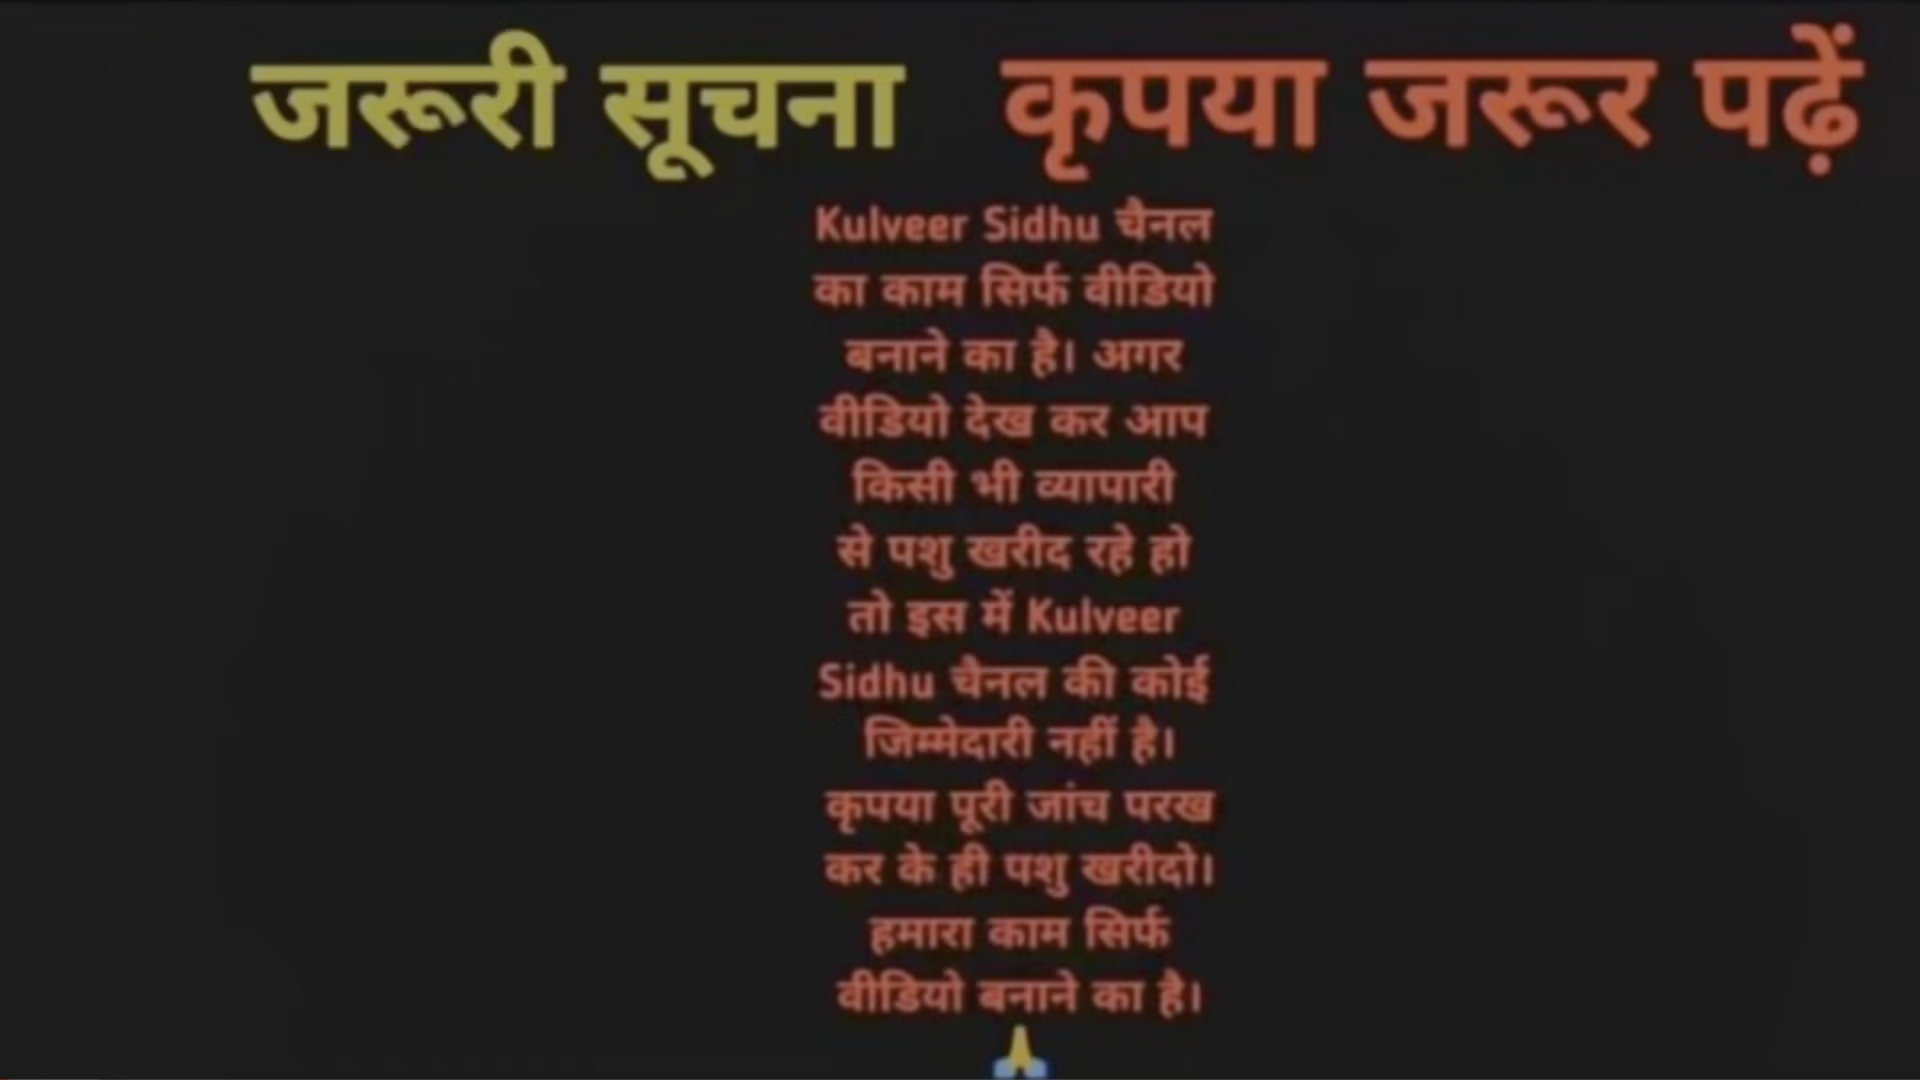 जरूरी सूचना कृपया जरूर पढ़ें
Kulveer Sidhu चैनल
का काम सिर्फ वीडियो
बनाने का है। अगर
वीडियो देख कर आप
किसी भी व्यापारी
से पशु खरीद रहे हो
तो इस में Kulveer
Sidhu चैनल की कोई
जिम्मेदारी नहीं है।
कृपया पूरी जांच परख
कर के ही पशु खरीदो।
हमारा काम सिर्फ
वीडियो बनाने का है।
🙏